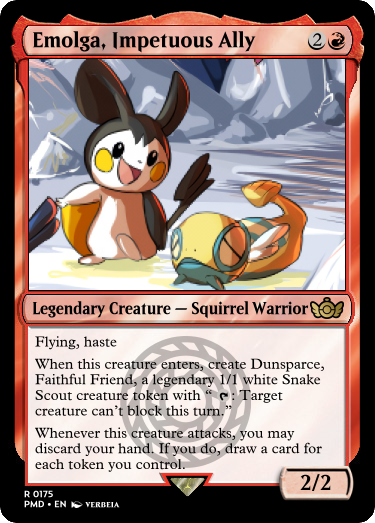 Emolga, Impetuous Ally 2
Legendary Creature — Squirrel Warrior
Flying, haste
When this creature enters, create Dunsparce,
Faithful Friend, a legendary 1/1 white Snake
Scout creature token with “ : Target
creature can't block this turn.”
Whenever this creature attacks, you may
discard your hand. If you do, draw a card for
each token you control.
2/2
R 0175
PMD • EN VERBEIA